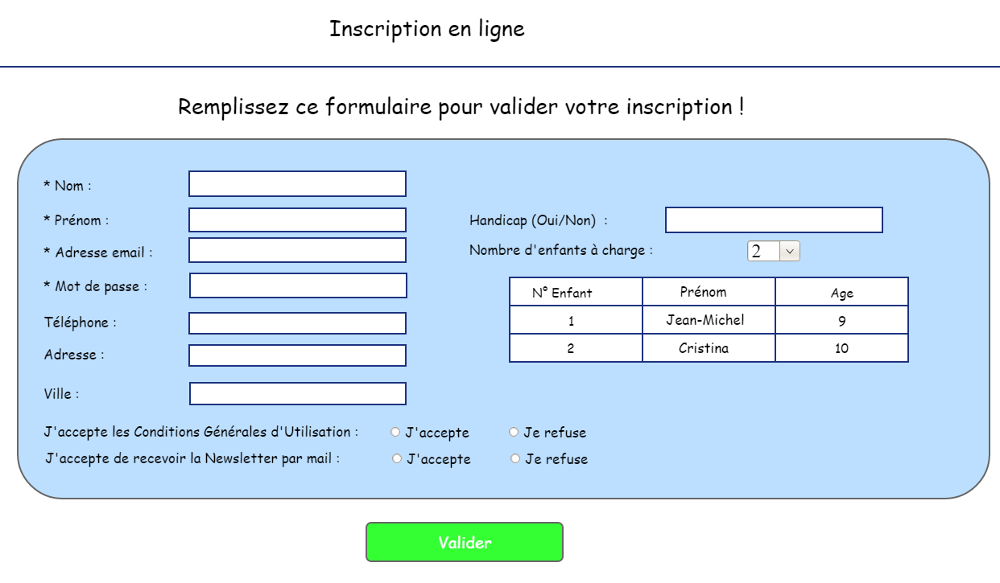 Inscription en ligne
Remplissez ce formulaire pour valider votre inscription !
* Nom :
* Prénom :
* Adresse email :
* Mot de passe :
Téléphone :
Adresse :
Ville :
Handicap (Oui/Non) :
Nombre d'enfants à charge : 2
N° Enfant Prénom Age
1 Jean-Michel 9
2 Cristina 10
J'accepte les Conditions Générales d'Utilisation : J'accepte Je refuse
J'accepte de recevoir la Newsletter par mail : J'accepte Je refuse
Valider